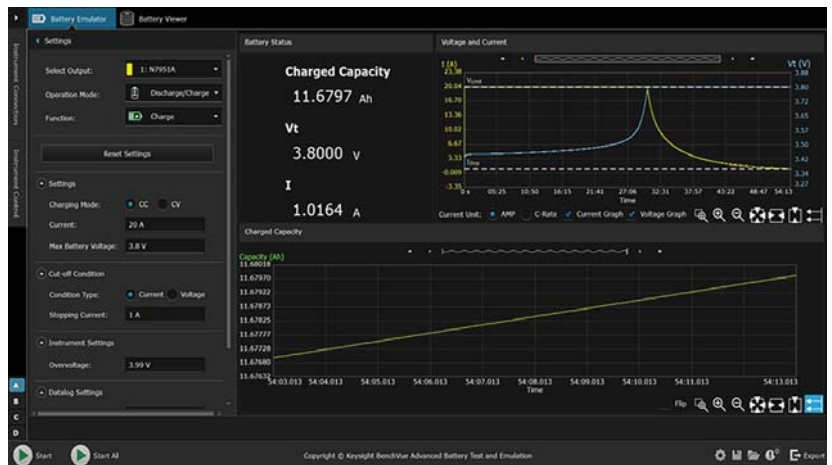 Battery Emulator
Battery Viewer
Instrument Connection
Instrument Control
Settings
Select Output: 1: N7951A
Operation Mode: Discharge/Charge
Function: Charge
Reset Settings
Settings
Charging Mode: CC CV
Current: 20 A
Max Battery Voltage: 3.8 V
Cut-off Condition
Condition Type: Current Voltage
Stopping Current: 1 A
Instrument Settings
Overvoltage: 3.99 V
Datalog Settings
A
B
C
D
Battery Status
Charged Capacity
11.6797 Ah
Vt
3.8000 V
I
1.0164 A
Voltage and Current
I (A)
Vt (V)
23.38
20.04
16.70
13.36
10.02
6.67
3.33
-0.009
-3.35
3.88
3.80
3.72
3.65
3.57
3.50
3.42
3.34
3.27
0 s 05:25 10:50 16:15 21:41 27:06 32:31 37:57 43:22 48:47 54:13
Time
Current Unit: AMP C-Rate Current Graph Voltage Graph
Charged Capacity
Capacity (Ah)
11.68019
11.67970
11.67922
11.67873
11.67825
11.67777
11.67728
11.67680
11.67632
54:03.013 54:04.013 54:05.013 54:06.013 54:07.013 54:08.013 54:09.013 54:10.013 54:11.013 54:13.013
Time
Flip
Start
Start All
Copyright © Keysight BenchVue Advanced Battery Test and Emulation
Export